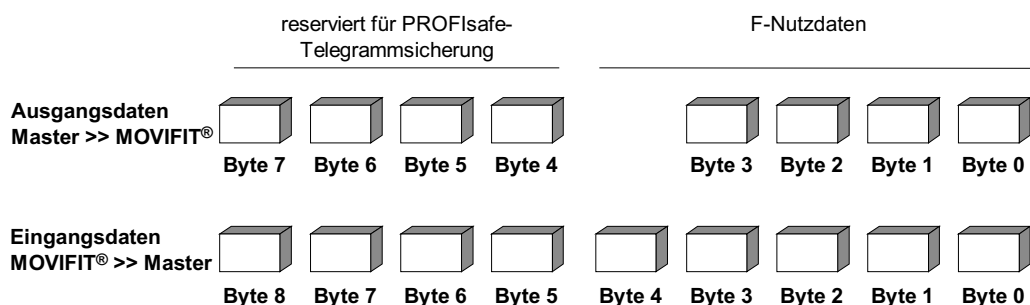 reserviert für PROFIsafe-
Telegrammsicherung
F-Nutzdaten
Ausgangsdaten
Master >> MOVIFIT®
Byte 7 Byte 6 Byte 5 Byte 4 Byte 3 Byte 2 Byte 1 Byte 0
Eingangsdaten
MOVIFIT® >> Master
Byte 8 Byte 7 Byte 6 Byte 5 Byte 4 Byte 3 Byte 2 Byte 1 Byte 0